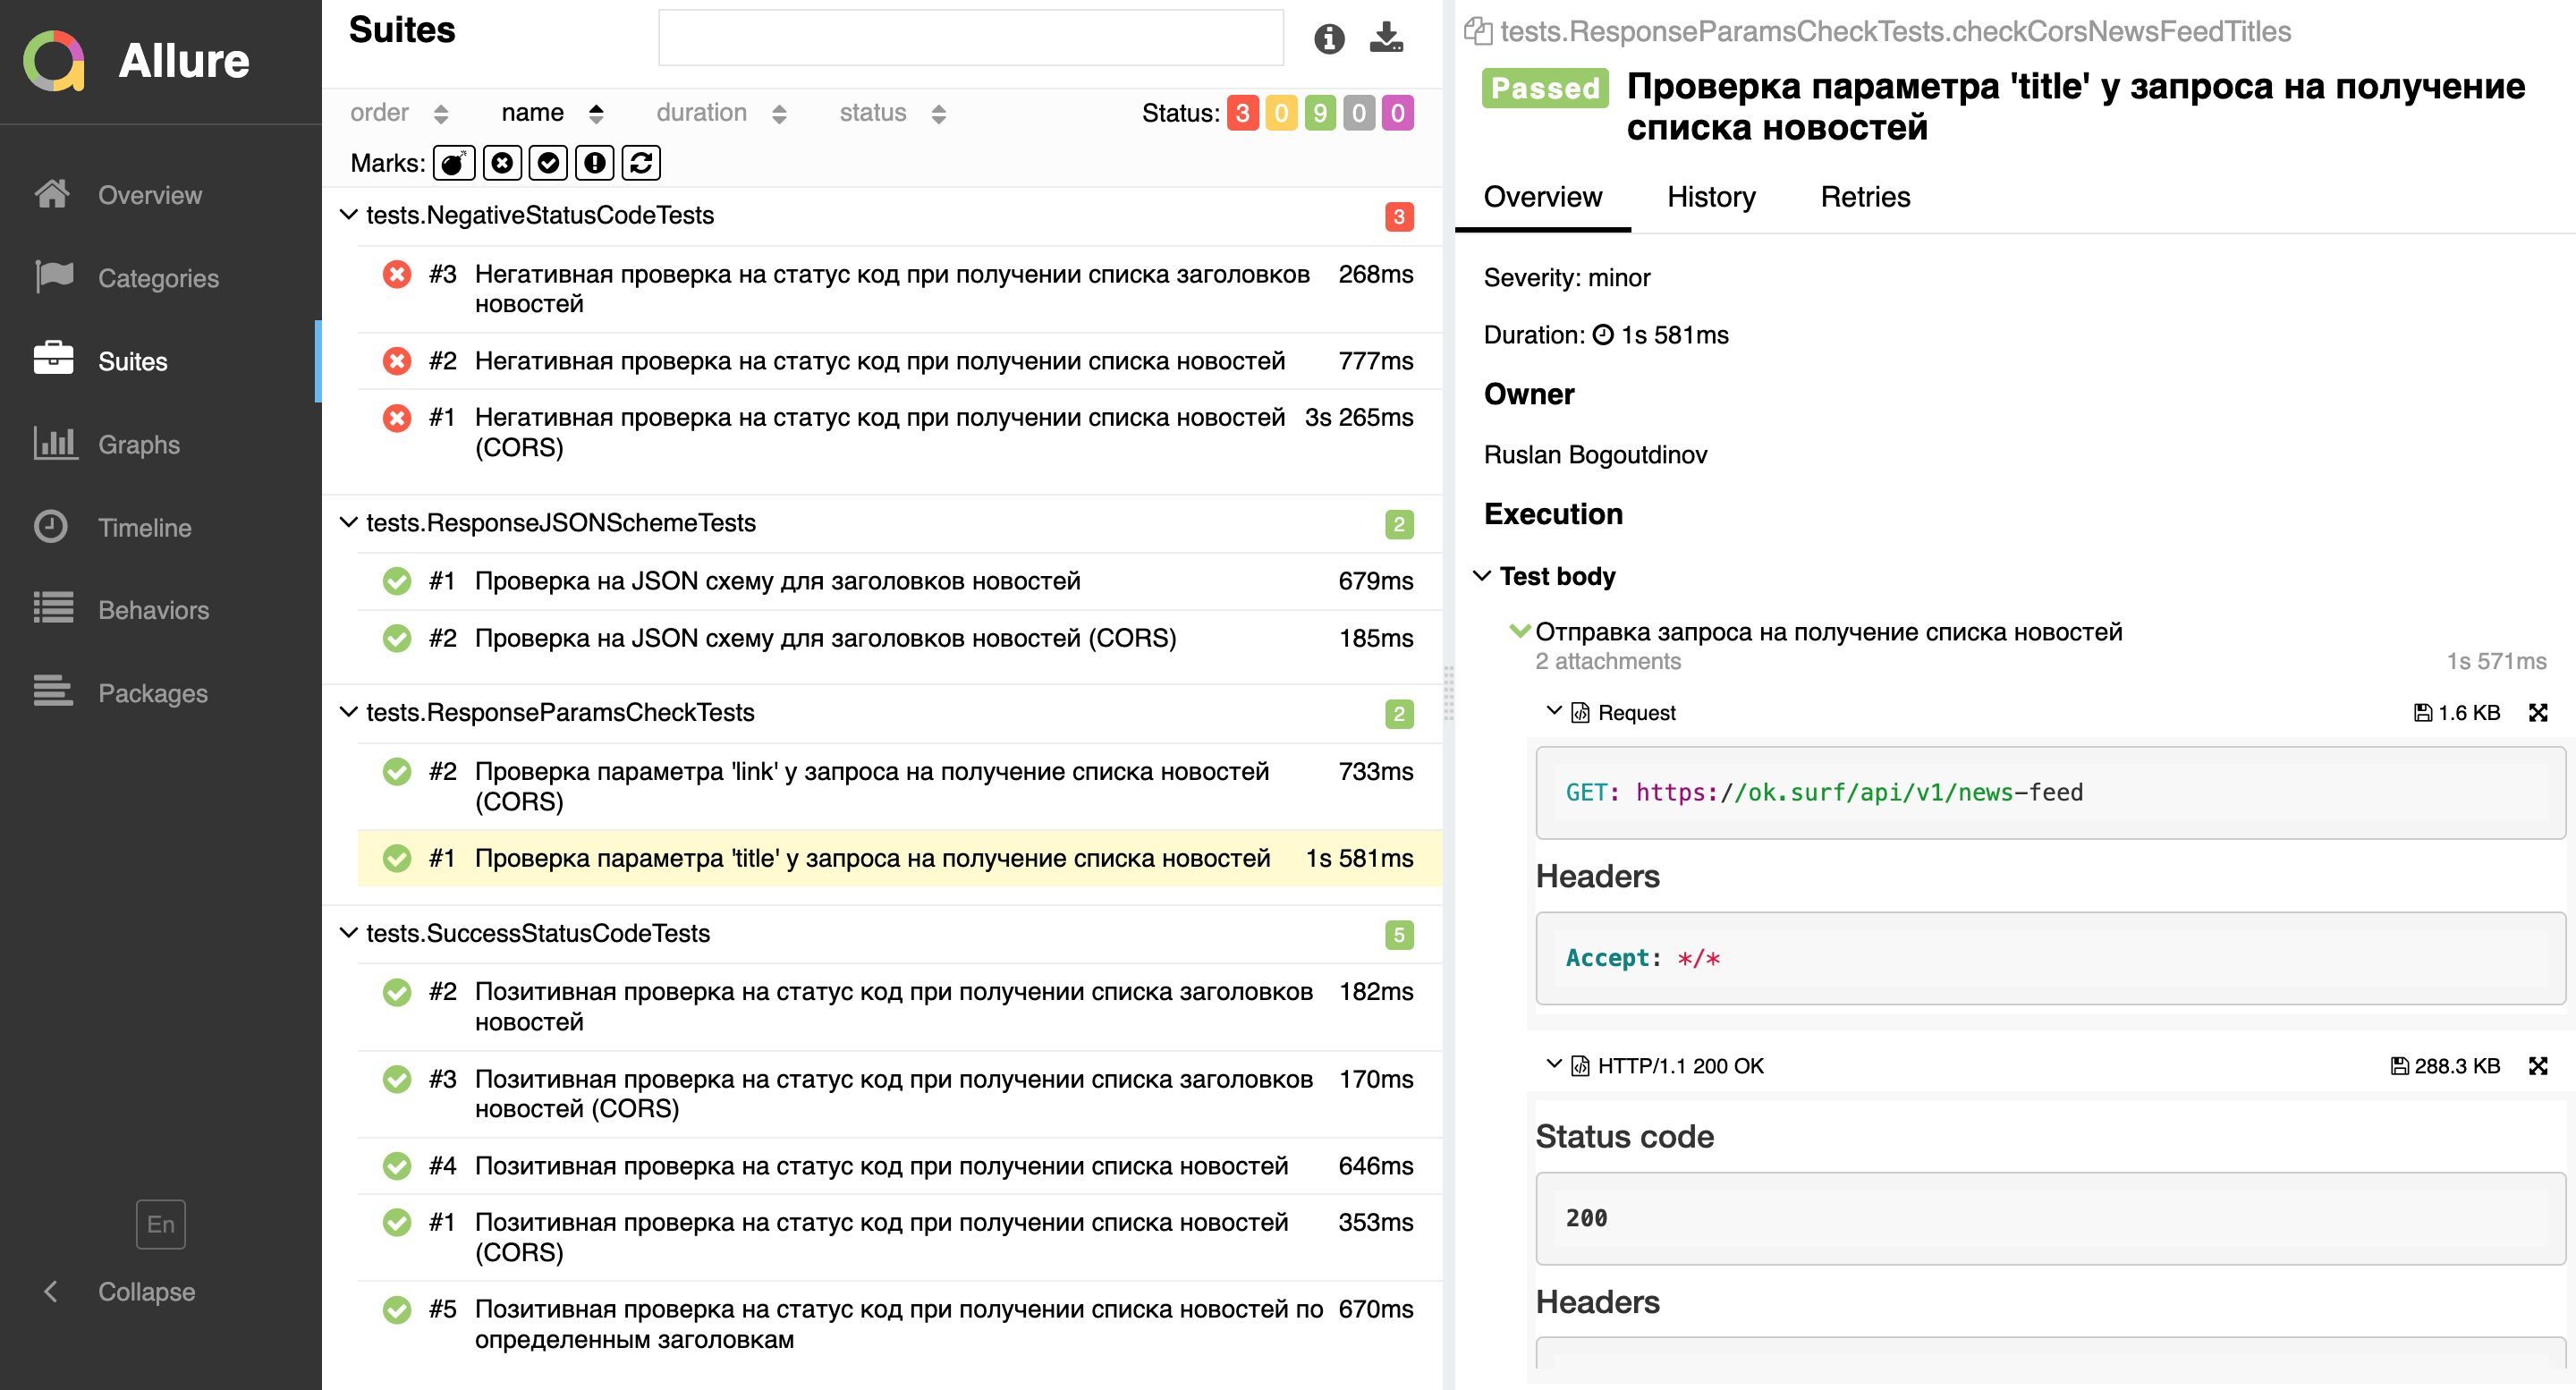 Allure
Overview
Categories
Suites
Graphs
Timeline
Behaviors
Packages
En
Collapse
Suites
order name duration status Status: 3 0 9 0 0
Marks:
tests.NegativeStatusCodeTests 3
#3 Негативная проверка на статус код при получении списка заголовков 268ms
новостей
#2 Негативная проверка на статус код при получении списка новостей 777ms
#1 Негативная проверка на статус код при получении списка новостей 3s 265ms
(CORS)
tests.ResponseJSONSchemeTests 2
#1 Проверка на JSON схему для заголовков новостей 679ms
#2 Проверка на JSON схему для заголовков новостей (CORS) 185ms
tests.ResponseParamsCheckTests 2
#2 Проверка параметра 'link' у запроса на получение списка новостей 733ms
(CORS)
#1 Проверка параметра 'title' у запроса на получение списка новостей 1s 581ms
tests.SuccessStatusCodeTests 5
#2 Позитивная проверка на статус код при получении списка заголовков 182ms
новостей
#3 Позитивная проверка на статус код при получении списка заголовков 170ms
новостей (CORS)
#4 Позитивная проверка на статус код при получении списка новостей 646ms
#1 Позитивная проверка на статус код при получении списка новостей 353ms
(CORS)
#5 Позитивная проверка на статус код при получении списка новостей по 670ms
определенным заголовкам
tests.ResponseParamsCheckTests.checkCorsNewsFeedTitles
Passed Проверка параметра 'title' у запроса на получение
списка новостей
Overview History Retries
Severity: minor
Duration: 1s 581ms
Owner
Ruslan Bogoutdinov
Execution
Test body
Отправка запроса на получение списка новостей
2 attachments 1s 571ms
Request 1.6 KB
GET: https://ok.surf/api/v1/news-feed
Headers
Accept: */*
HTTP/1.1 200 OK 288.3 KB
Status code
200
Headers